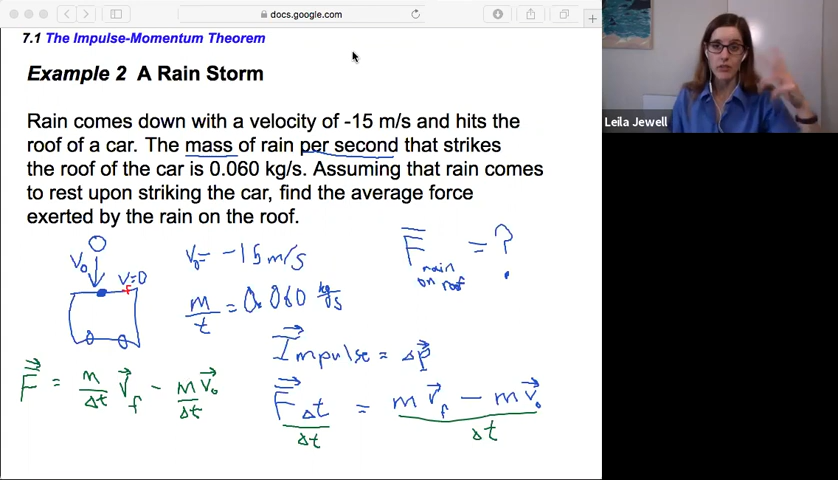 docs.google.com
7.1 The Impulse-Momentum Theorem
Example 2 A Rain Storm
Rain comes down with a velocity of -15 m/s and hits the
roof of a car. The mass of rain per second that strikes
the roof of the car is 0.060 kg/s. Assuming that rain comes
to rest upon striking the car, find the average force
exerted by the rain on the roof.
Leila Jewell
V₀ V=0
V₀ = -15 m/s
F rain on roof = ?
m/t = 0.060 kg/s
Impulse = Δp
F = m/Δt Vf - mV₀/Δt
FΔt/Δt = mVf - mV₀/Δt